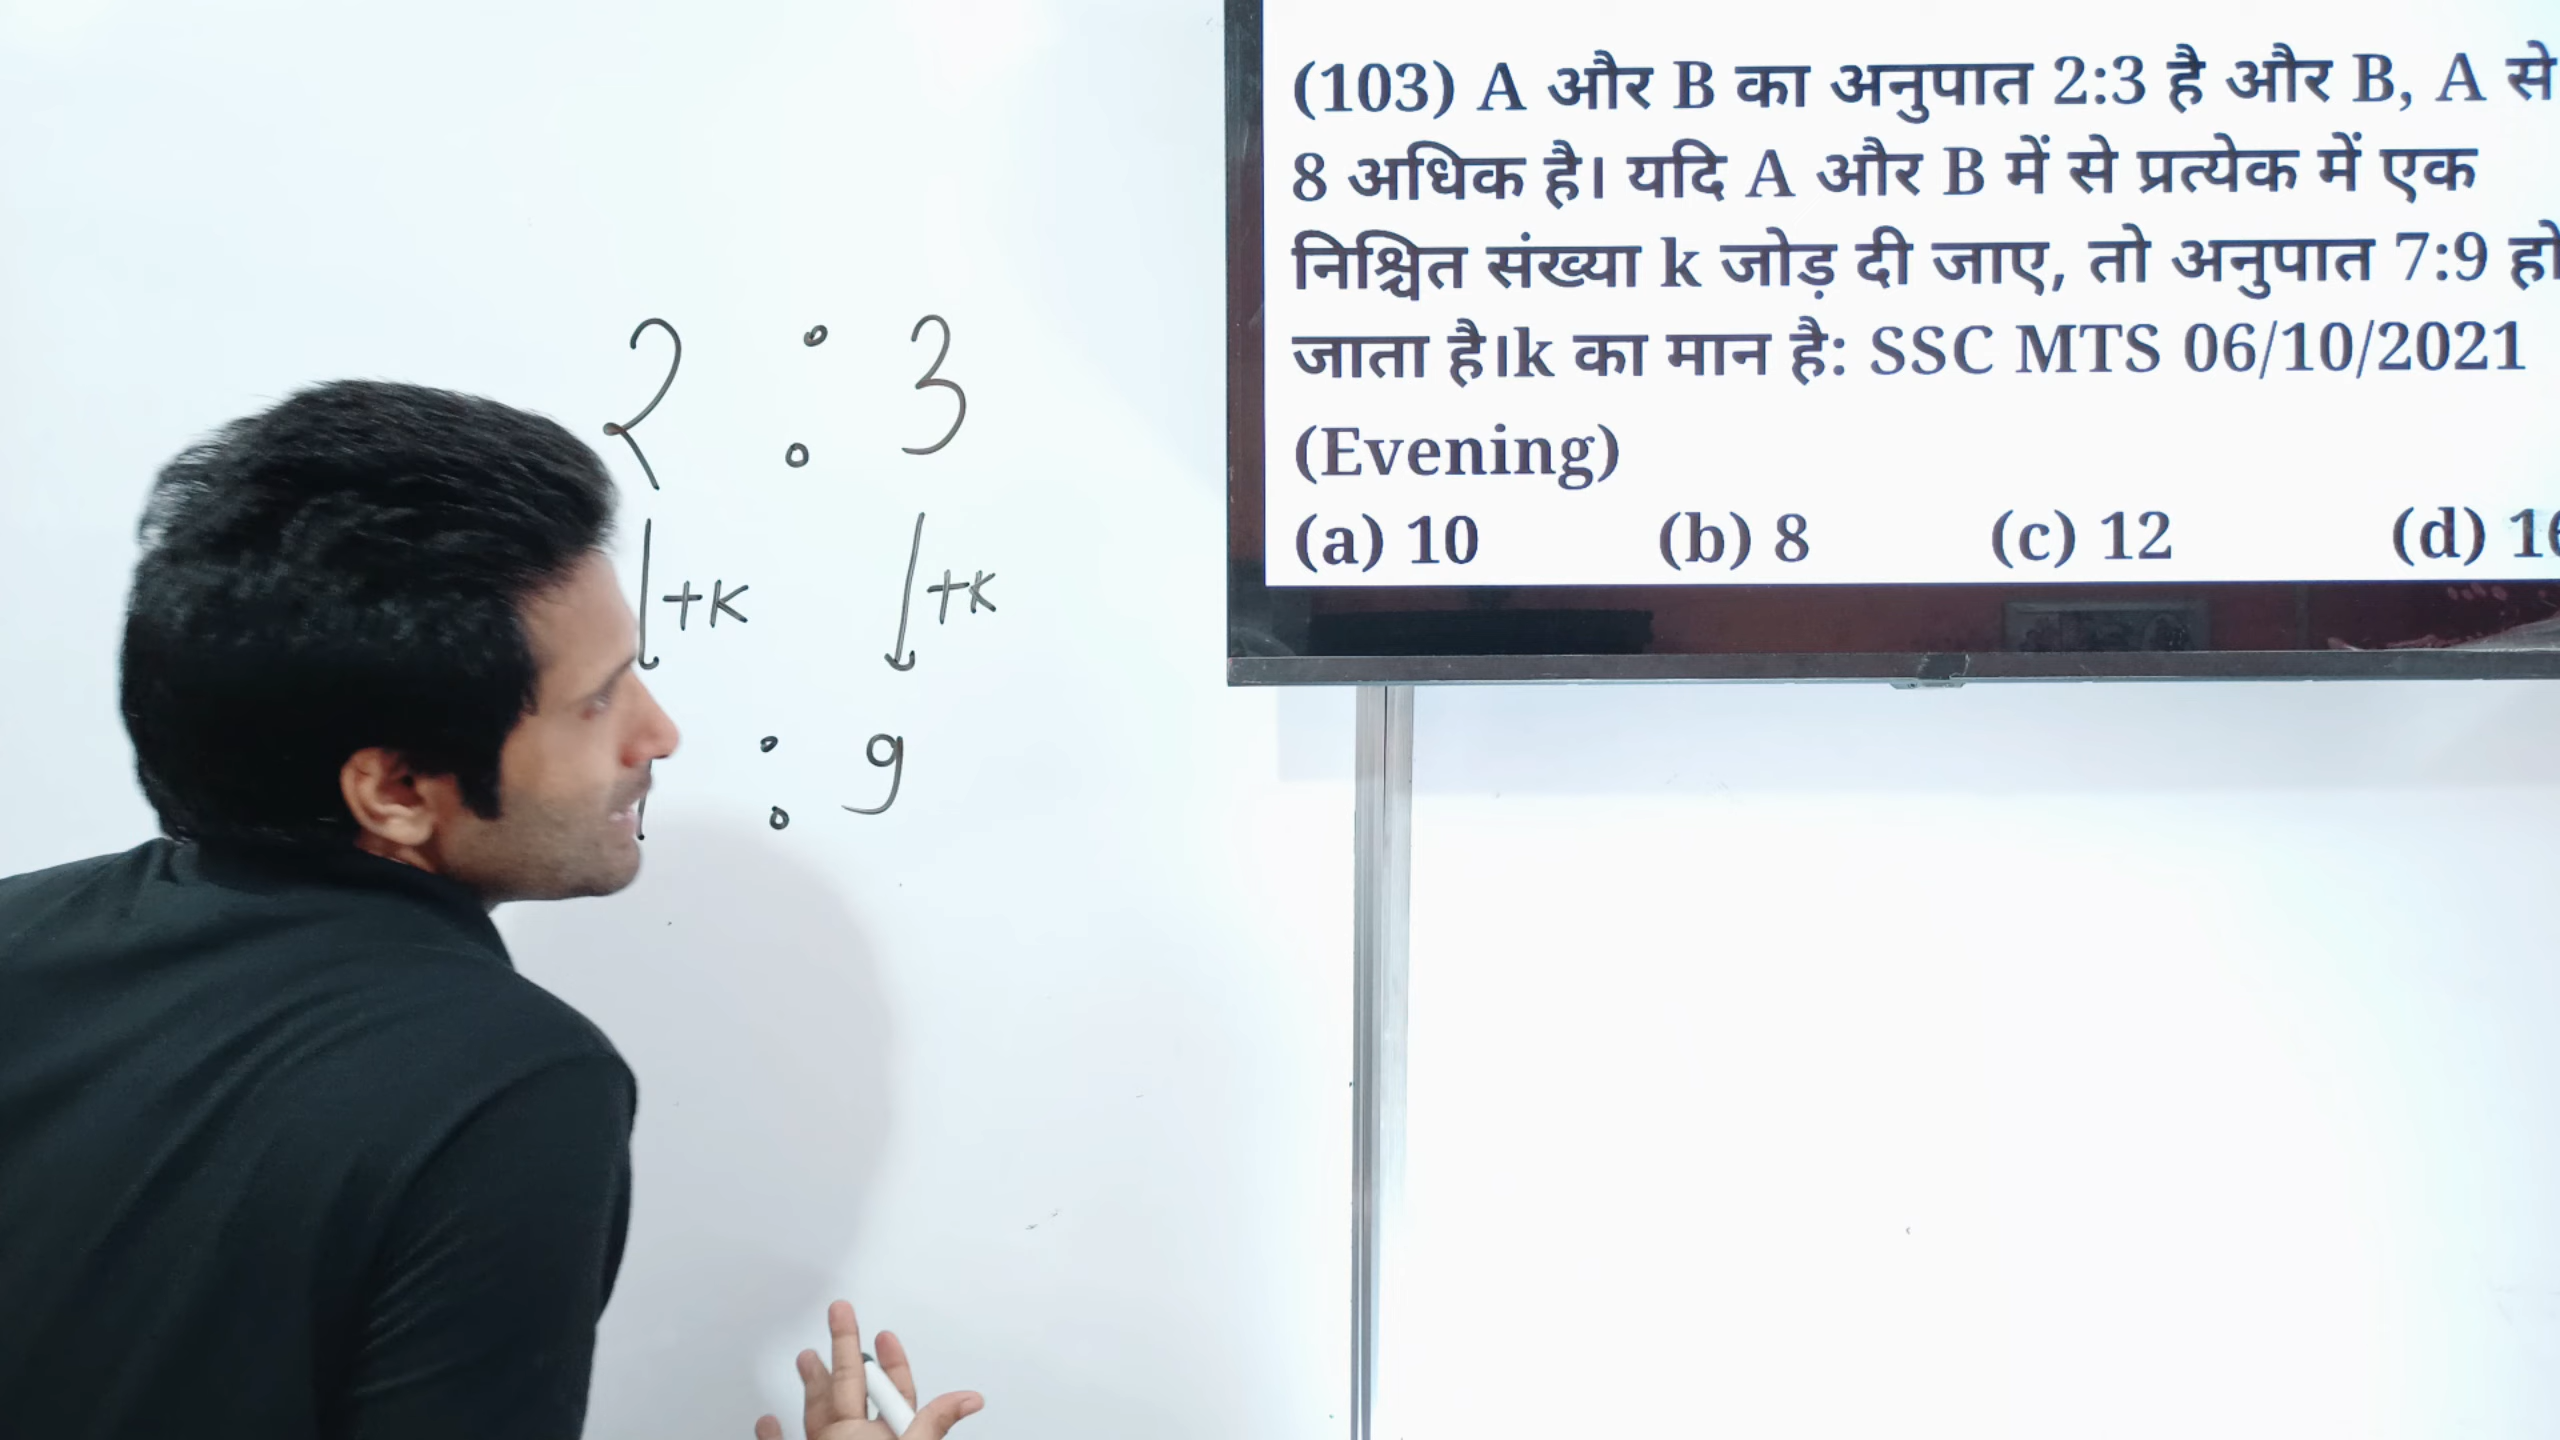 2 : 3
+K +K
: 9
(103) A और B का अनुपात 2:3 है और B, A से
8 अधिक है। यदि A और B में से प्रत्येक में एक
निश्चित संख्या k जोड़ दी जाए, तो अनुपात 7:9 हो
जाता है।k का मान है: SSC MTS 06/10/2021
(Evening)
(a) 10 (b) 8 (c) 12 (d)